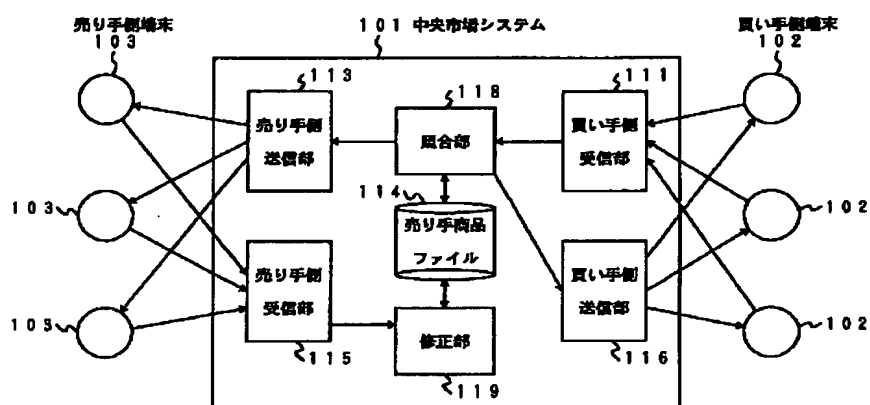 売り手側端末
103
101 中央市場システム
買い手側端末
102
113
118
111
売り手側
送信部
照合部
買い手側
受信部
103
114
売り手商品
ファイル
102
売り手側
受信部
買い手側
送信部
103
修正部
102
115
119
116